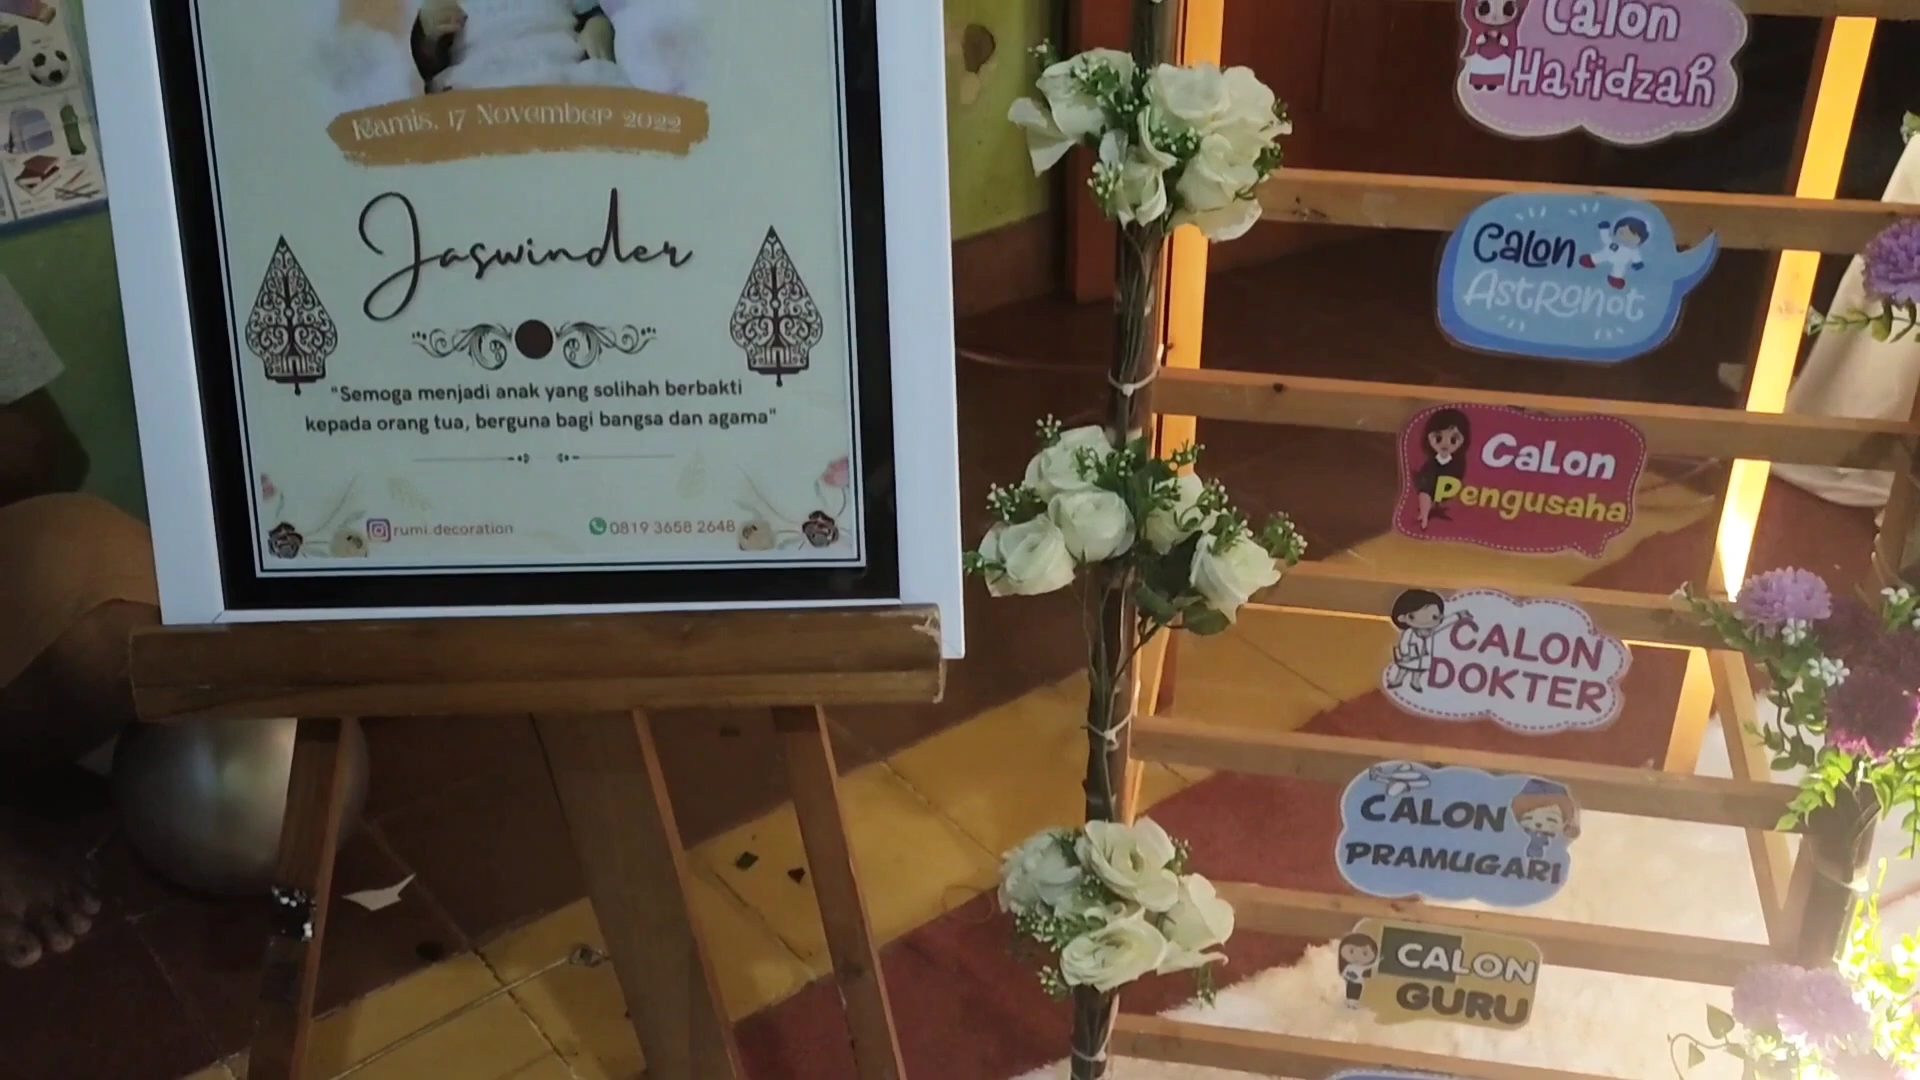 Kamis, 17 November 2022
Jaswinder
"Semoga menjadi anak yang solihah berbakti
kepada orang tua, berguna bagi bangsa dan agama"
rumi.decoration
0819 3658 2648
Calon
Hafidzah
Calon
Astronot
Calon
Pengusaha
CALON
DOKTER
CALON
PRAMUGARI
CALON
GURU